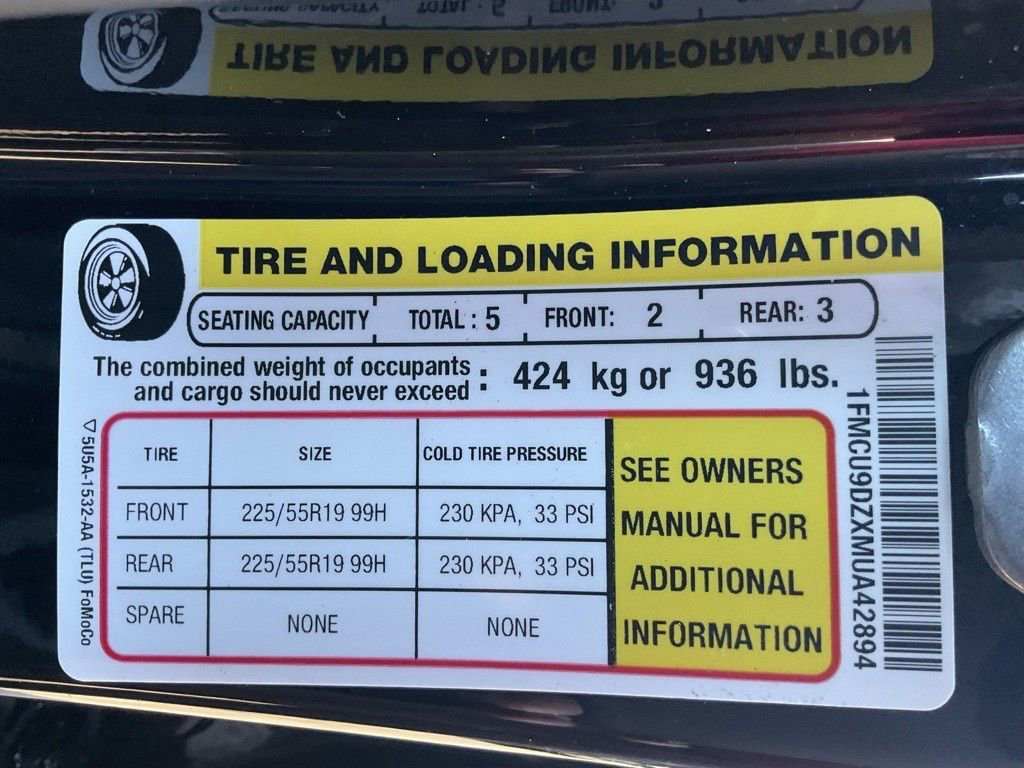 TIRE AND LOADING INFORMATION
TIRE AND LOADING INFORMATION
SEATING CAPACITY TOTAL : 5 FRONT: 2 REAR: 3
The combined weight of occupants
and cargo should never exceed : 424 kg or 936 lbs.
TIRE SIZE COLD TIRE PRESSURE
FRONT 225/55R19 99H 230 KPA, 33 PSI
REAR 225/55R19 99H 230 KPA, 33 PSI
SPARE NONE NONE
SEE OWNERS
MANUAL FOR
ADDITIONAL
INFORMATION
5U5A-1532-AA (TLU) FoMoCo
1FMCU9DZXMUA42894